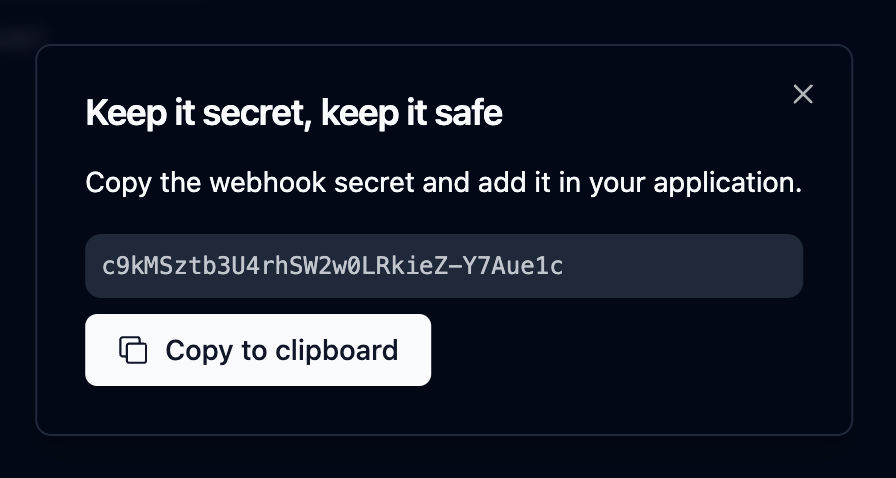 Keep it secret, keep it safe
Copy the webhook secret and add it in your application.
c9kMSztb3U4rhSW2w0LRkieZ-Y7Aue1c
Copy to clipboard